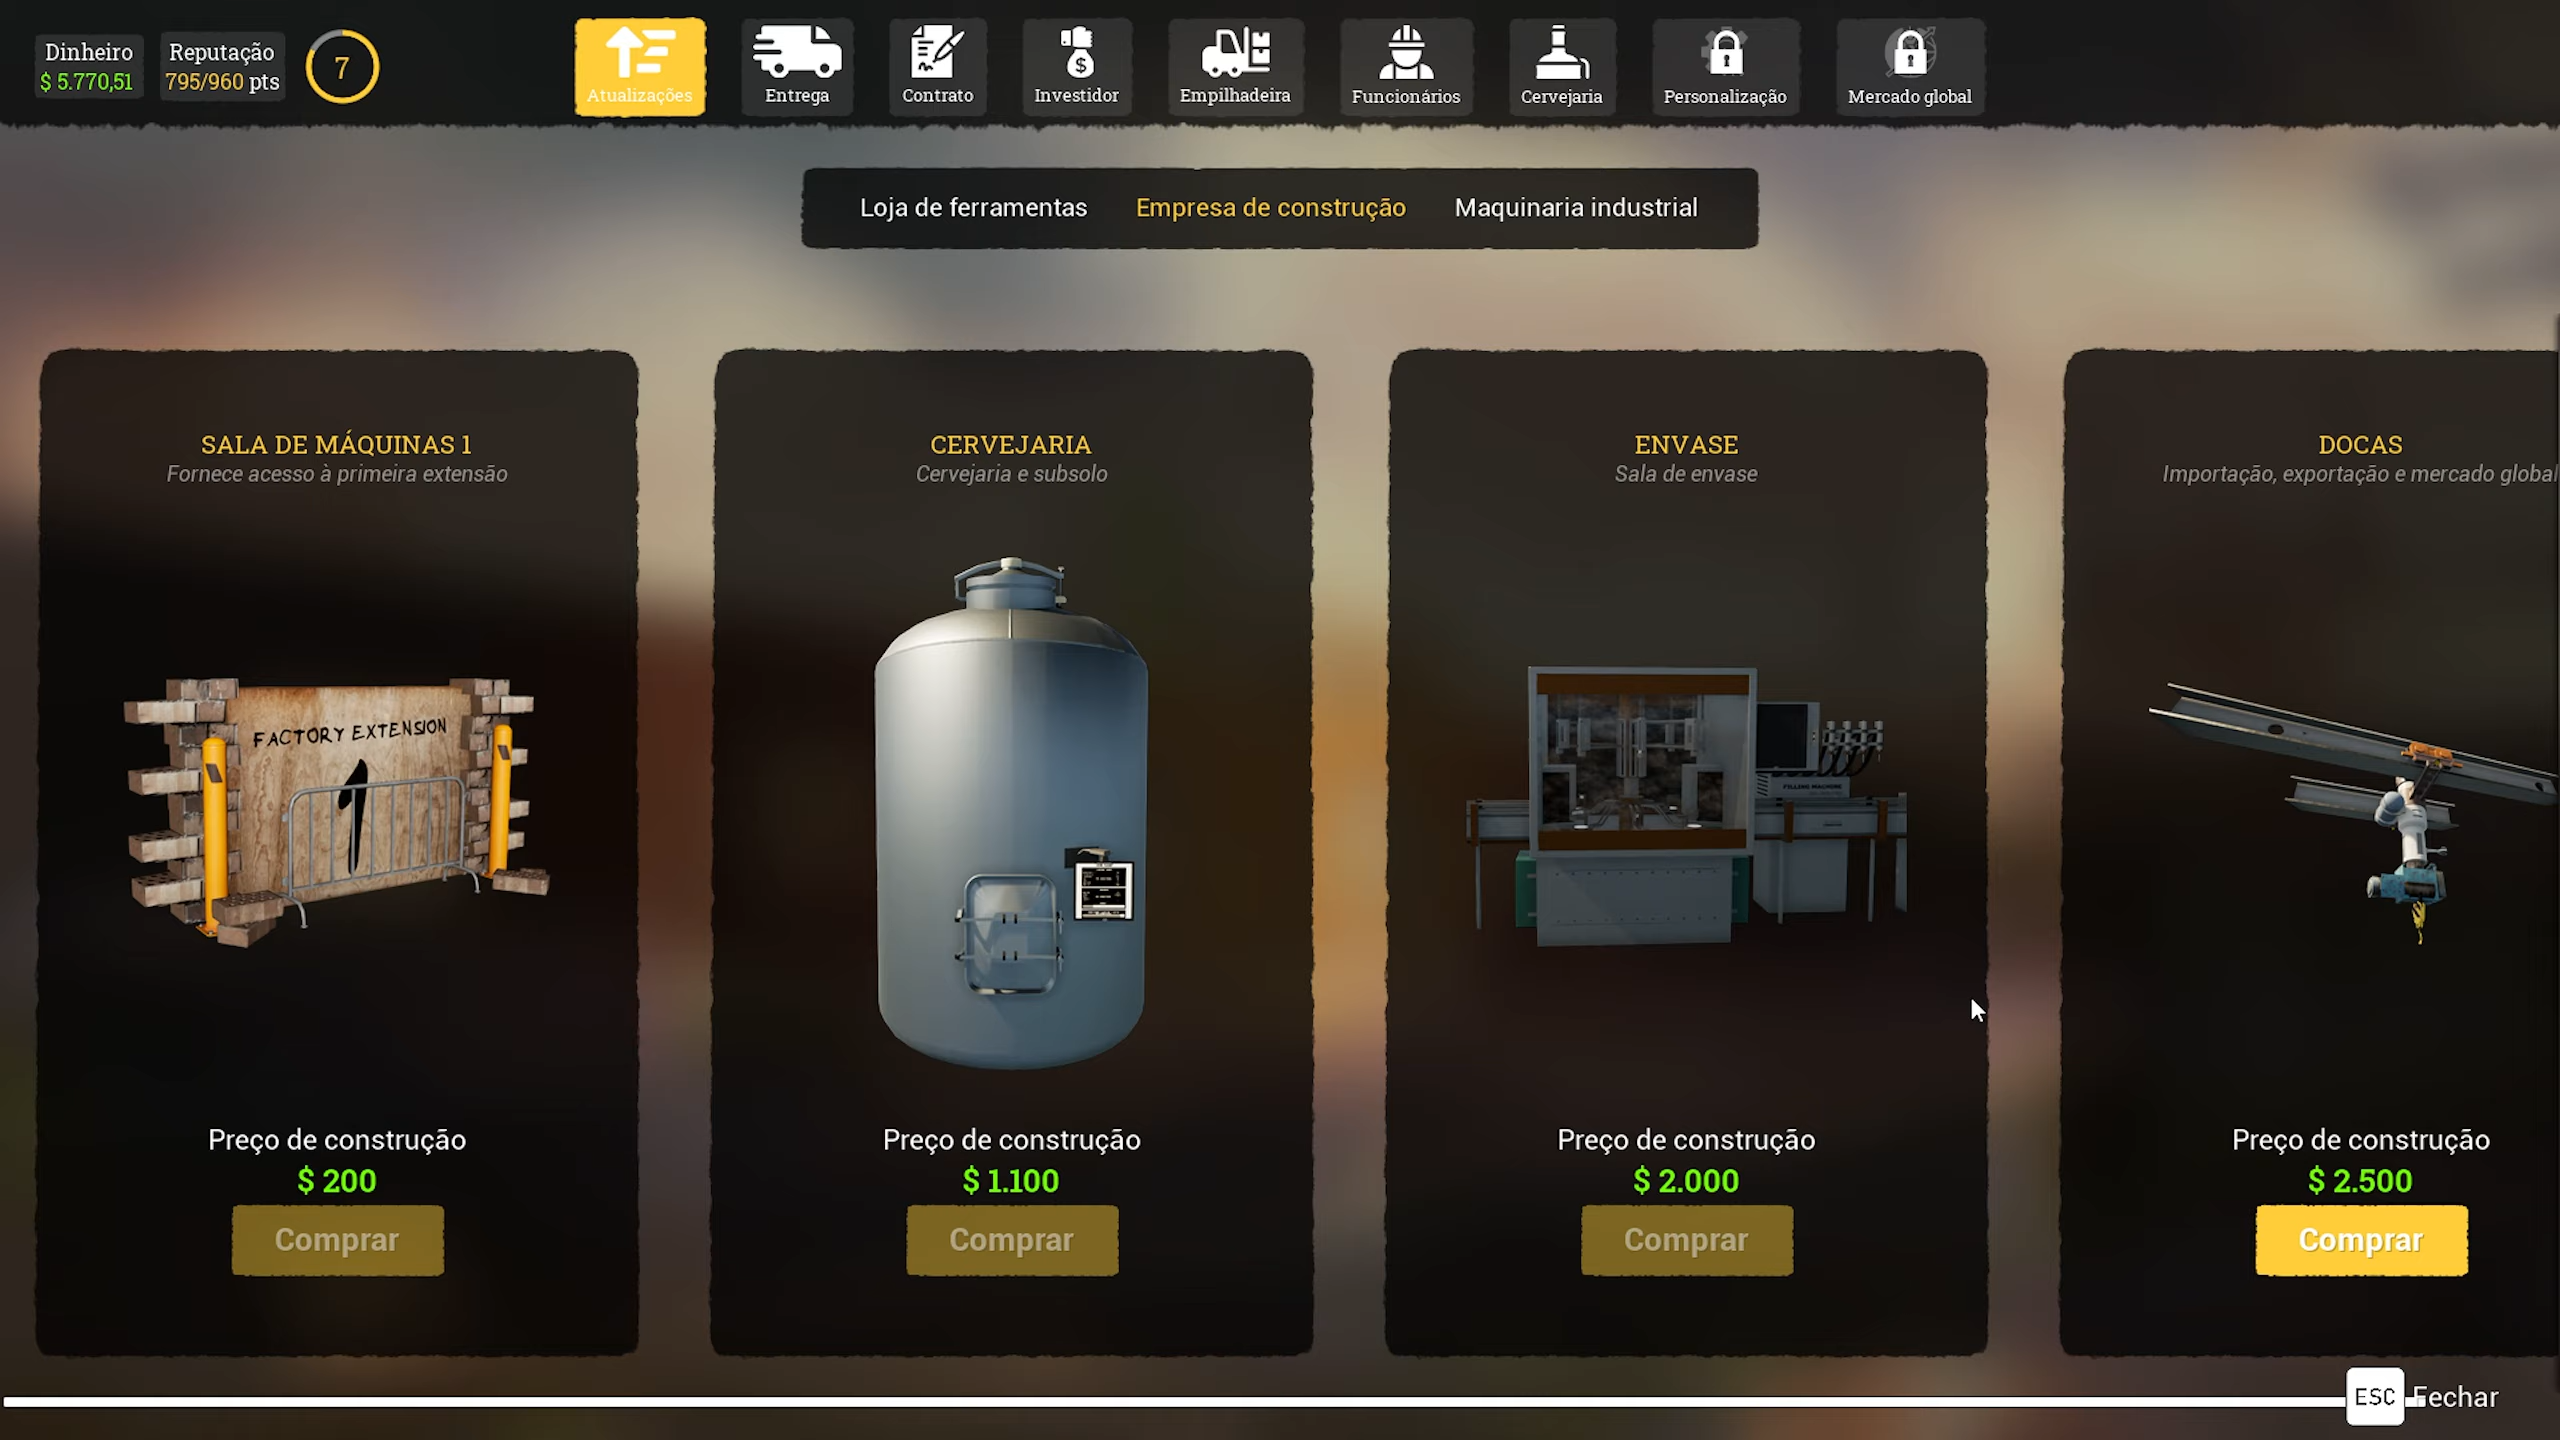 Dinheiro
$ 5.770,51
Reputação
795/960 pts
7
Atualizações
Entrega
Contrato
Investidor
Empilhadeira
Funcionários
Cervejaria
Personalização
Mercado global
Loja de ferramentas
Empresa de construção
Maquinaria industrial
SALA DE MÁQUINAS 1
Fornece acesso à primeira extensão
FACTORY EXTENSION
1
Preço de construção
$ 200
Comprar
CERVEJARIA
Cervejaria e subsolo
Preço de construção
$ 1.100
Comprar
ENVASE
Sala de envase
FILLING MACHINE
Preço de construção
$ 2.000
Comprar
DOCAS
Importação, exportação e mercado global
Preço de construção
$ 2.500
Comprar
ESC Fechar